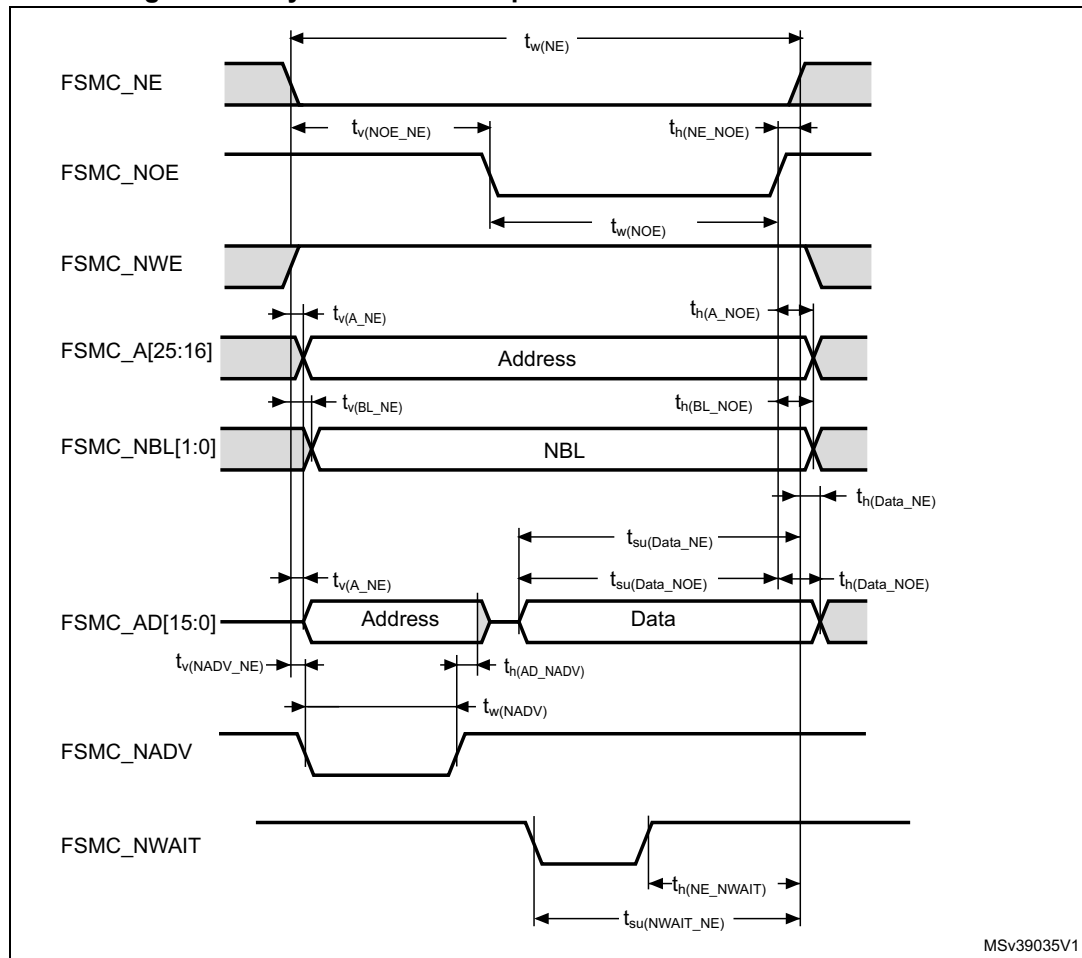 t_w(NE)
FSMC_NE
t_v(NOE_NE)
t_h(NE_NOE)
FSMC_NOE
t_w(NOE)
FSMC_NWE
t_v(A_NE)
t_h(A_NOE)
FSMC_A[25:16]
Address
t_v(BL_NE)
t_h(BL_NOE)
FSMC_NBL[1:0]
NBL
t_h(Data_NE)
t_su(Data_NE)
t_v(A_NE)
t_su(Data_NOE)
t_h(Data_NOE)
FSMC_AD[15:0]
Address
Data
t_v(NADV_NE)
t_h(AD_NADV)
t_w(NADV)
FSMC_NADV
FSMC_NWAIT
t_h(NE_NWAIT)
t_su(NWAIT_NE)
MSv39035V1